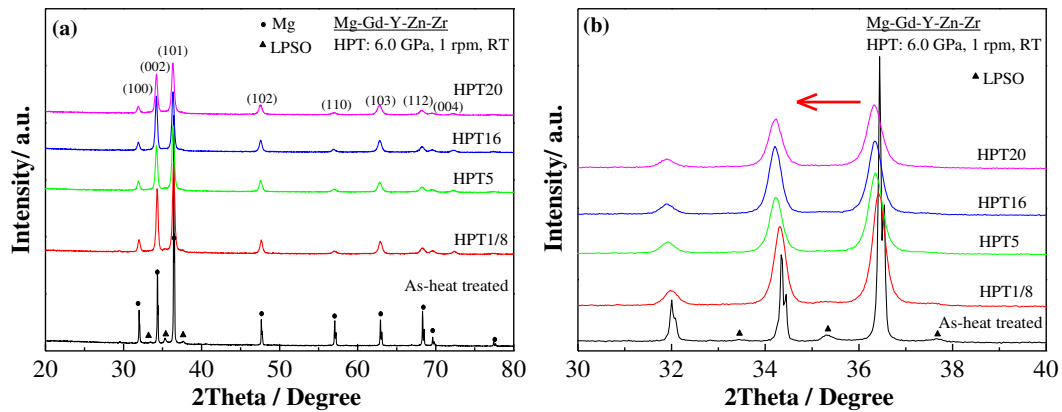 (a)
● Mg
▲ LPSO
Mg-Gd-Y-Zn-Zr
HPT: 6.0 GPa, 1 rpm, RT
(100)
(002)
(101)
(102)
(110)
(103)
(112)
(004)
HPT20
HPT16
HPT5
HPT1/8
As-heat treated
Intensity/ a.u.
20 30 40 50 60 70 80
2Theta / Degree
(b)
Mg-Gd-Y-Zn-Zr
HPT: 6.0 GPa, 1 rpm, RT
▲ LPSO
HPT20
HPT16
HPT5
HPT1/8
As-heat treated
Intensity/ a.u.
30 32 34 36 38 40
2Theta / Degree